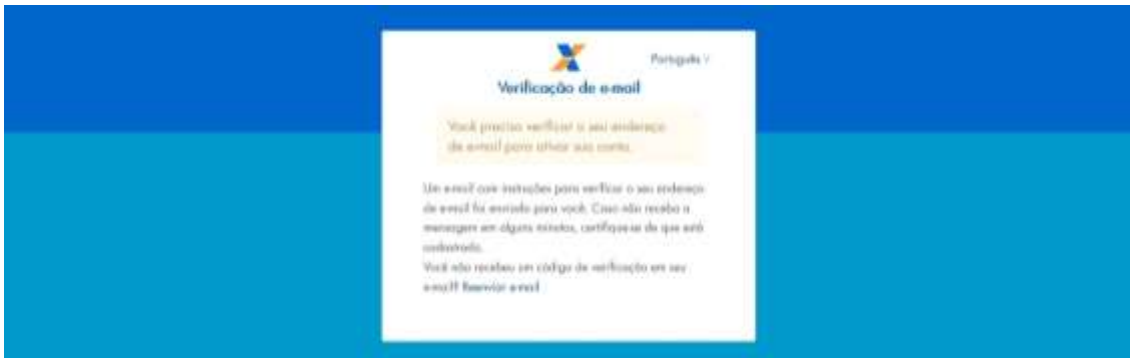 Português
Verificação de e-mail
Você precisa verificar o seu endereço
de e-mail para ativar sua conta.
Um e-mail com instruções para verificar o seu endereço
de e-mail foi enviado para você. Caso não receba a
mensagem em alguns minutos, certifique-se de que está
cadastrado.
Você não recebeu um código de verificação em seu
e-mail? Reenviar e-mail